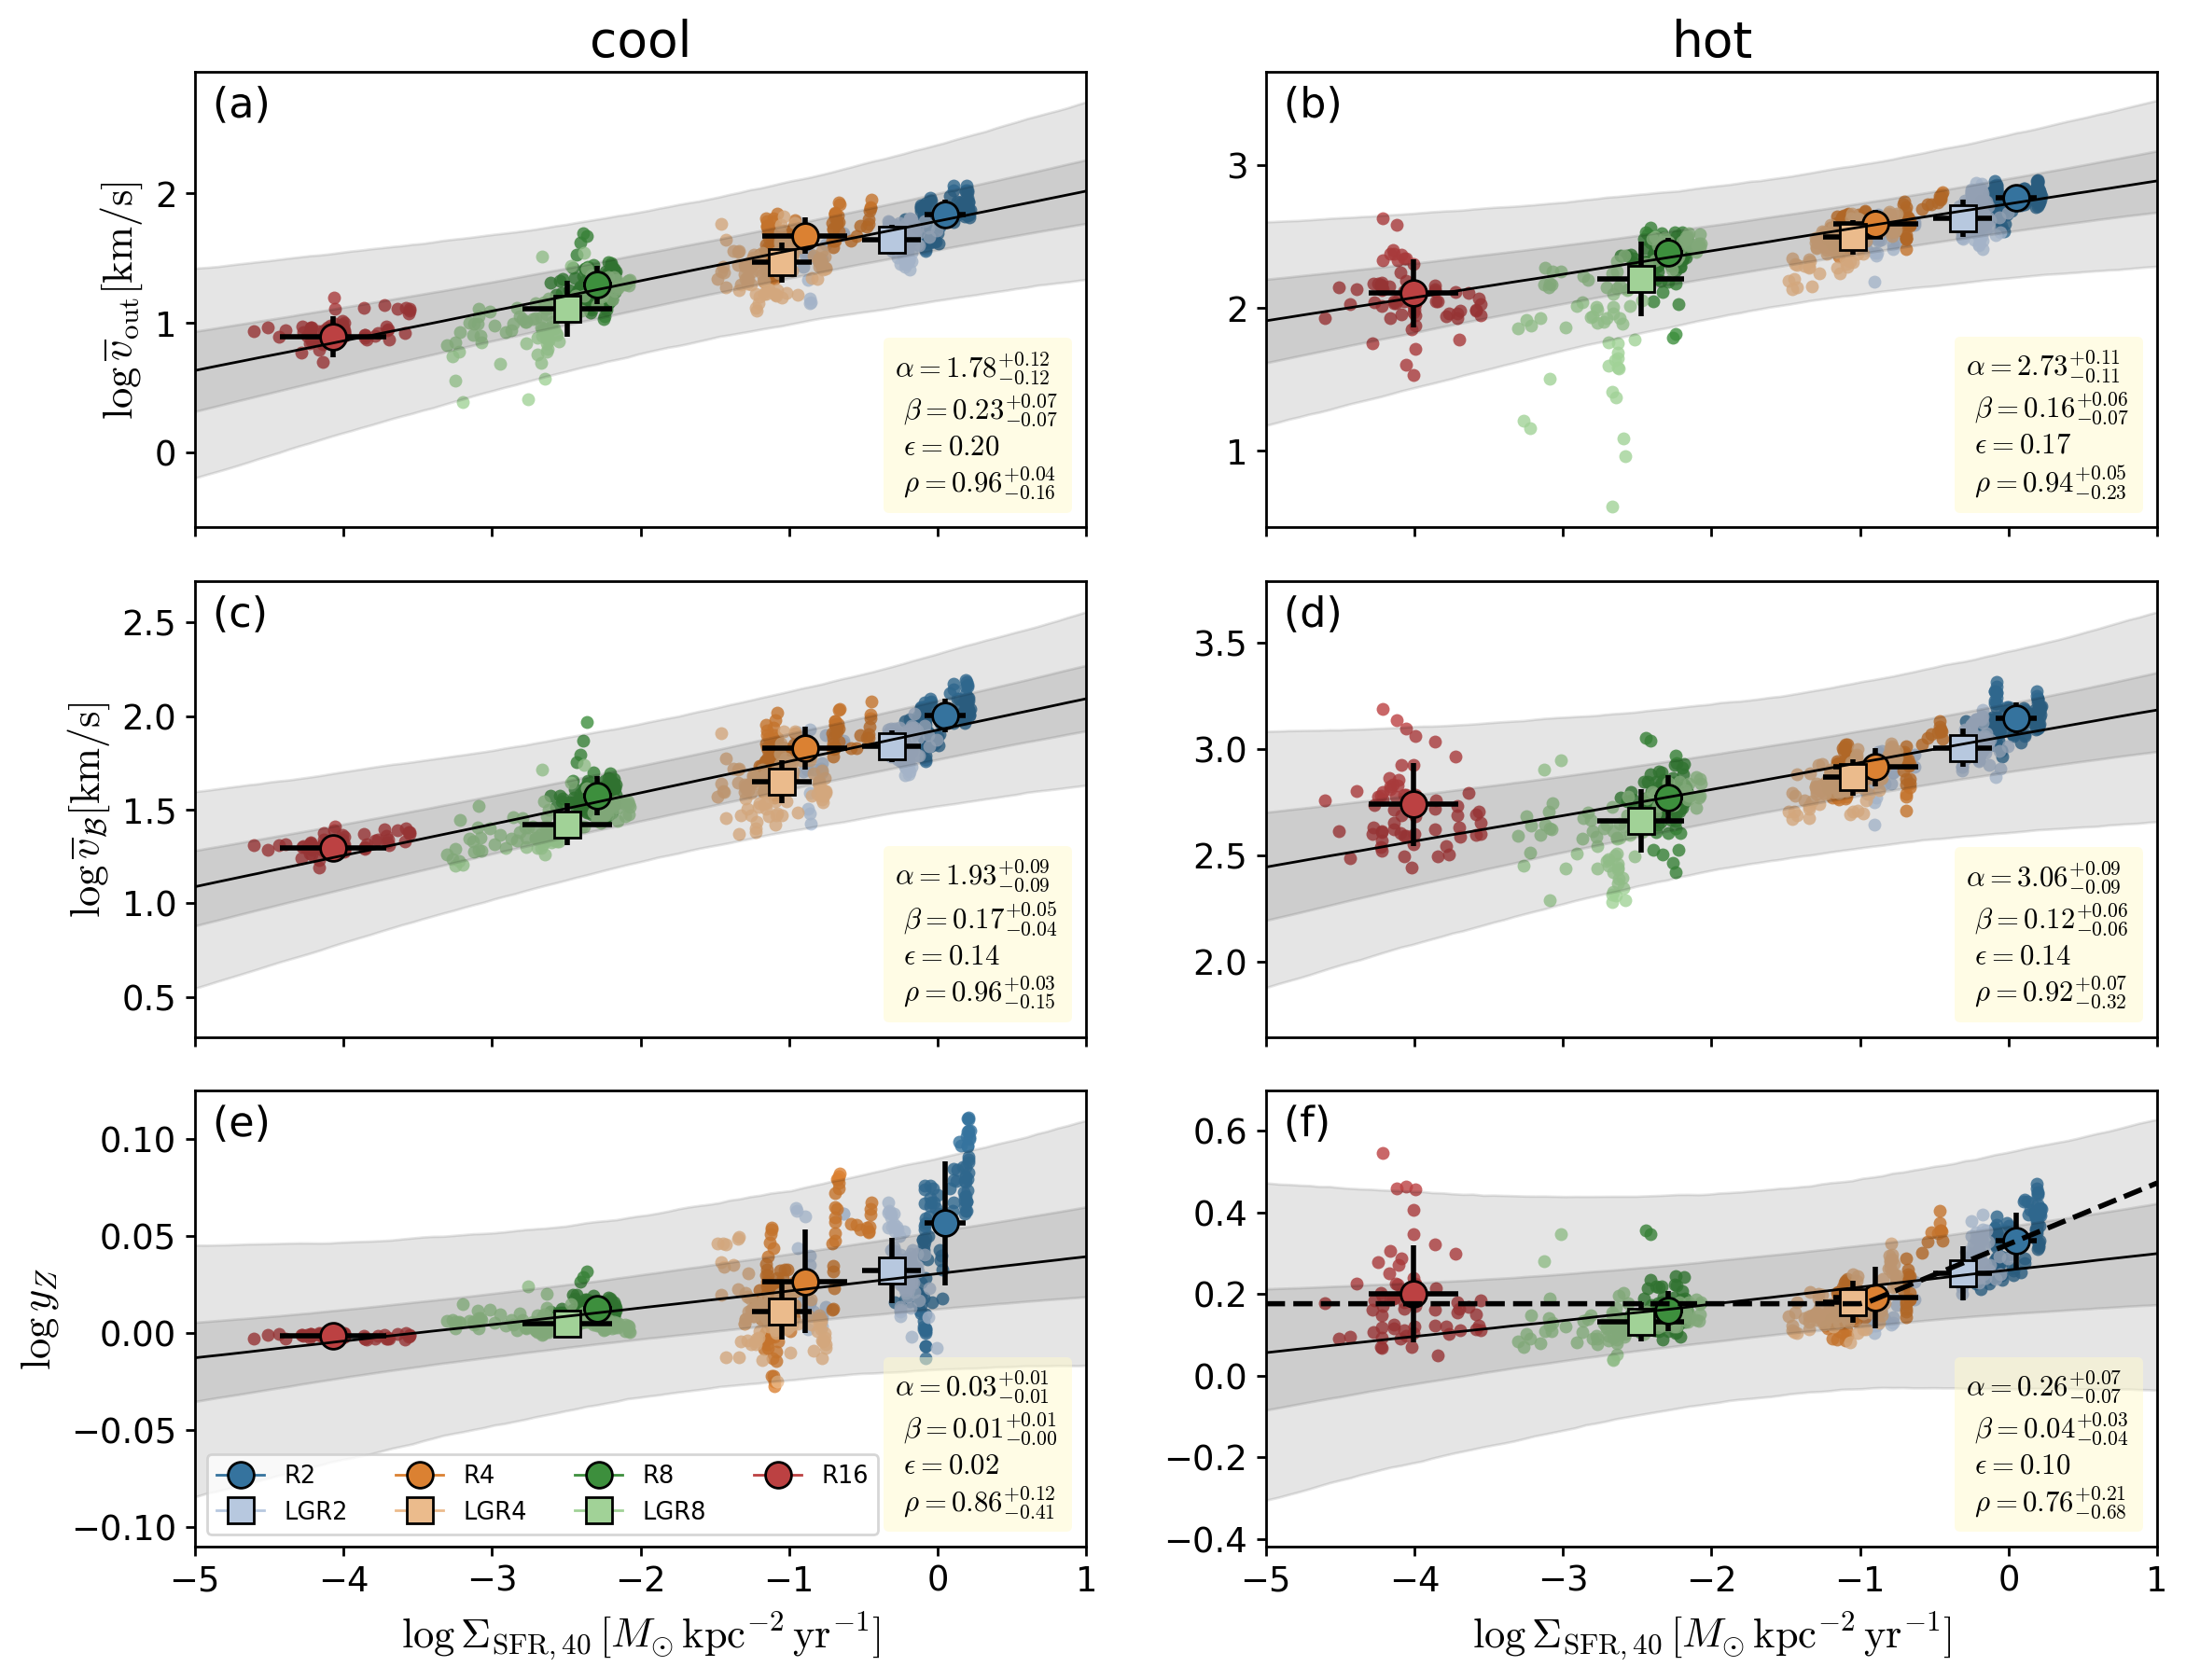 cool
hot
(a)
(b)
log v̅_out [km/s]
2
1
0
3
2
1
α = 1.78^{+0.12}_{−0.12}
β = 0.23^{+0.07}_{−0.07}
ϵ = 0.20
ρ = 0.96^{+0.04}_{−0.16}
α = 2.73^{+0.11}_{−0.11}
β = 0.16^{+0.06}_{−0.07}
ϵ = 0.17
ρ = 0.94^{+0.05}_{−0.23}
(c)
(d)
log v̅_ℬ [km/s]
2.5
2.0
1.5
1.0
0.5
3.5
3.0
2.5
2.0
α = 1.93^{+0.09}_{−0.09}
β = 0.17^{+0.05}_{−0.04}
ϵ = 0.14
ρ = 0.96^{+0.03}_{−0.15}
α = 3.06^{+0.09}_{−0.09}
β = 0.12^{+0.06}_{−0.06}
ϵ = 0.14
ρ = 0.92^{+0.07}_{−0.32}
(e)
(f)
log y_Z
0.10
0.05
0.00
−0.05
−0.10
0.6
0.4
0.2
0.0
−0.2
−0.4
α = 0.03^{+0.01}_{−0.01}
β = 0.01^{+0.01}_{−0.00}
ϵ = 0.02
ρ = 0.86^{+0.12}_{−0.41}
α = 0.26^{+0.07}_{−0.07}
β = 0.04^{+0.03}_{−0.04}
ϵ = 0.10
ρ = 0.76^{+0.21}_{−0.68}
R2 R4 R8 R16
LGR2 LGR4 LGR8
−5 −4 −3 −2 −1 0 1
−5 −4 −3 −2 −1 0 1
log Σ_{SFR, 40} [M_⊙ kpc^{−2} yr^{−1}]
log Σ_{SFR, 40} [M_⊙ kpc^{−2} yr^{−1}]